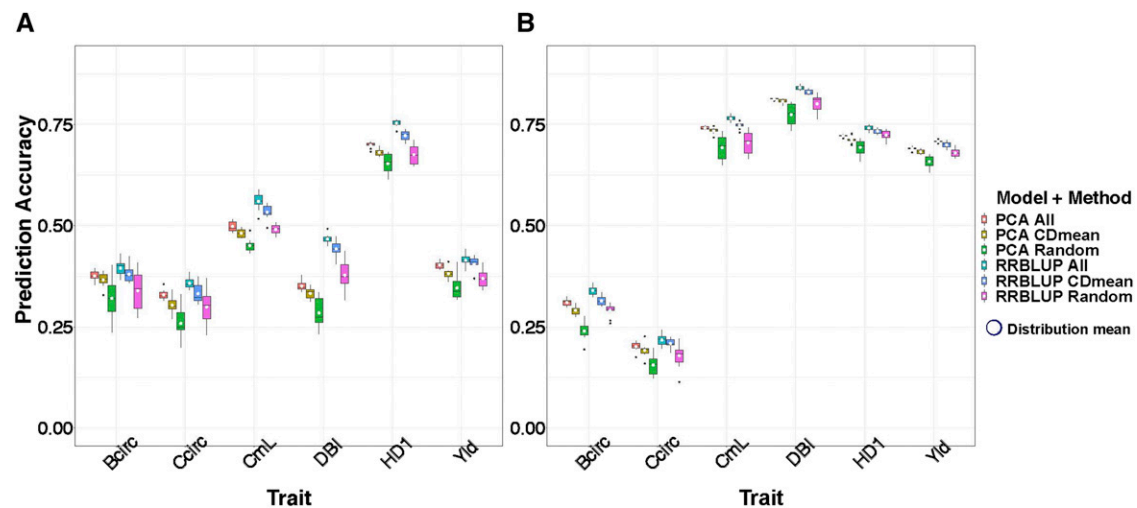 A
B
Prediction Accuracy
0.75
0.50
0.25
0.00
Bcirc
Ccirc
CmL
DBI
HD1
Yld
Trait
0.75
0.50
0.25
0.00
Bcirc
Ccirc
CmL
DBI
HD1
Yld
Trait
Model + Method
PCA All
PCA CDmean
PCA Random
RRBLUP All
RRBLUP CDmean
RRBLUP Random
Distribution mean